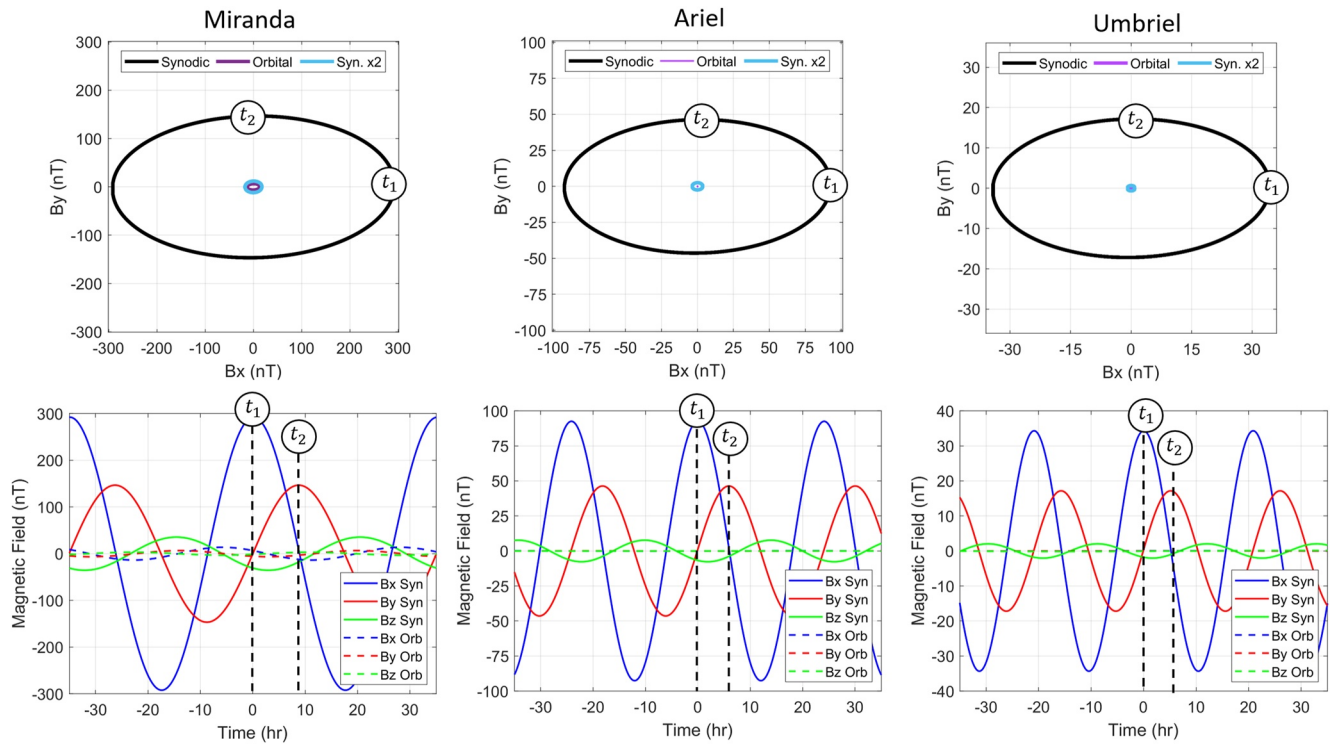 Miranda
Ariel
Umbriel
300
200
100
0
-100
-200
-300
By (nT)
Synodic Orbital Syn. x2
t₂
t₁
-300 -200 -100 0 100 200 300
Bx (nT)
100
75
50
25
0
-25
-50
-75
-100
By (nT)
Synodic Orbital Syn. x2
t₂
t₁
-100 -75 -50 -25 0 25 50 75 100
Bx (nT)
30
20
10
0
-10
-20
-30
By (nT)
Synodic Orbital Syn. x2
t₂
t₁
-30 -15 0 15 30
Bx (nT)
300
200
100
0
-100
-200
-300
Magnetic Field (nT)
t₁
t₂
Bx Syn
By Syn
Bz Syn
Bx Orb
By Orb
Bz Orb
-30 -20 -10 0 10 20 30
Time (hr)
100
75
50
25
0
-25
-50
-75
-100
Magnetic Field (nT)
t₁
t₂
Bx Syn
By Syn
Bz Syn
Bx Orb
By Orb
Bz Orb
-30 -20 -10 0 10 20 30
Time (hr)
40
30
20
10
0
-10
-20
-30
-40
Magnetic Field (nT)
t₁
t₂
Bx Syn
By Syn
Bz Syn
Bx Orb
By Orb
Bz Orb
-30 -20 -10 0 10 20 30
Time (hr)